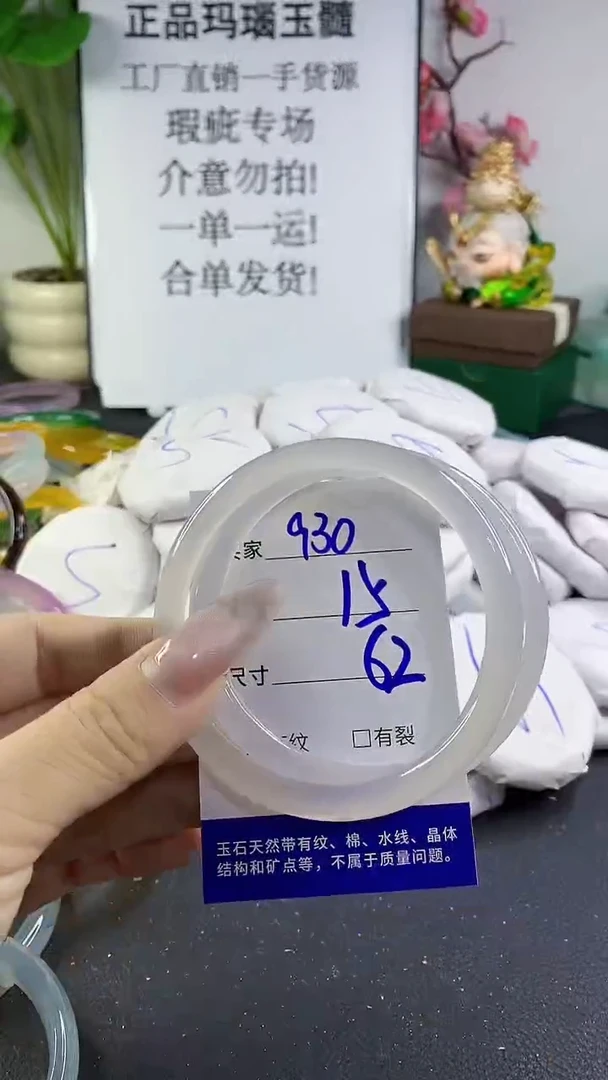 正品玛瑙玉髓
工厂直销一手货源
瑕疵专场
介意勿拍!
一单一运!
合单发货!
家 930
15
尺寸 62
纹 □有裂
玉石天然带有纹、棉、水线、晶体
结构和矿点等，不属于质量问题。